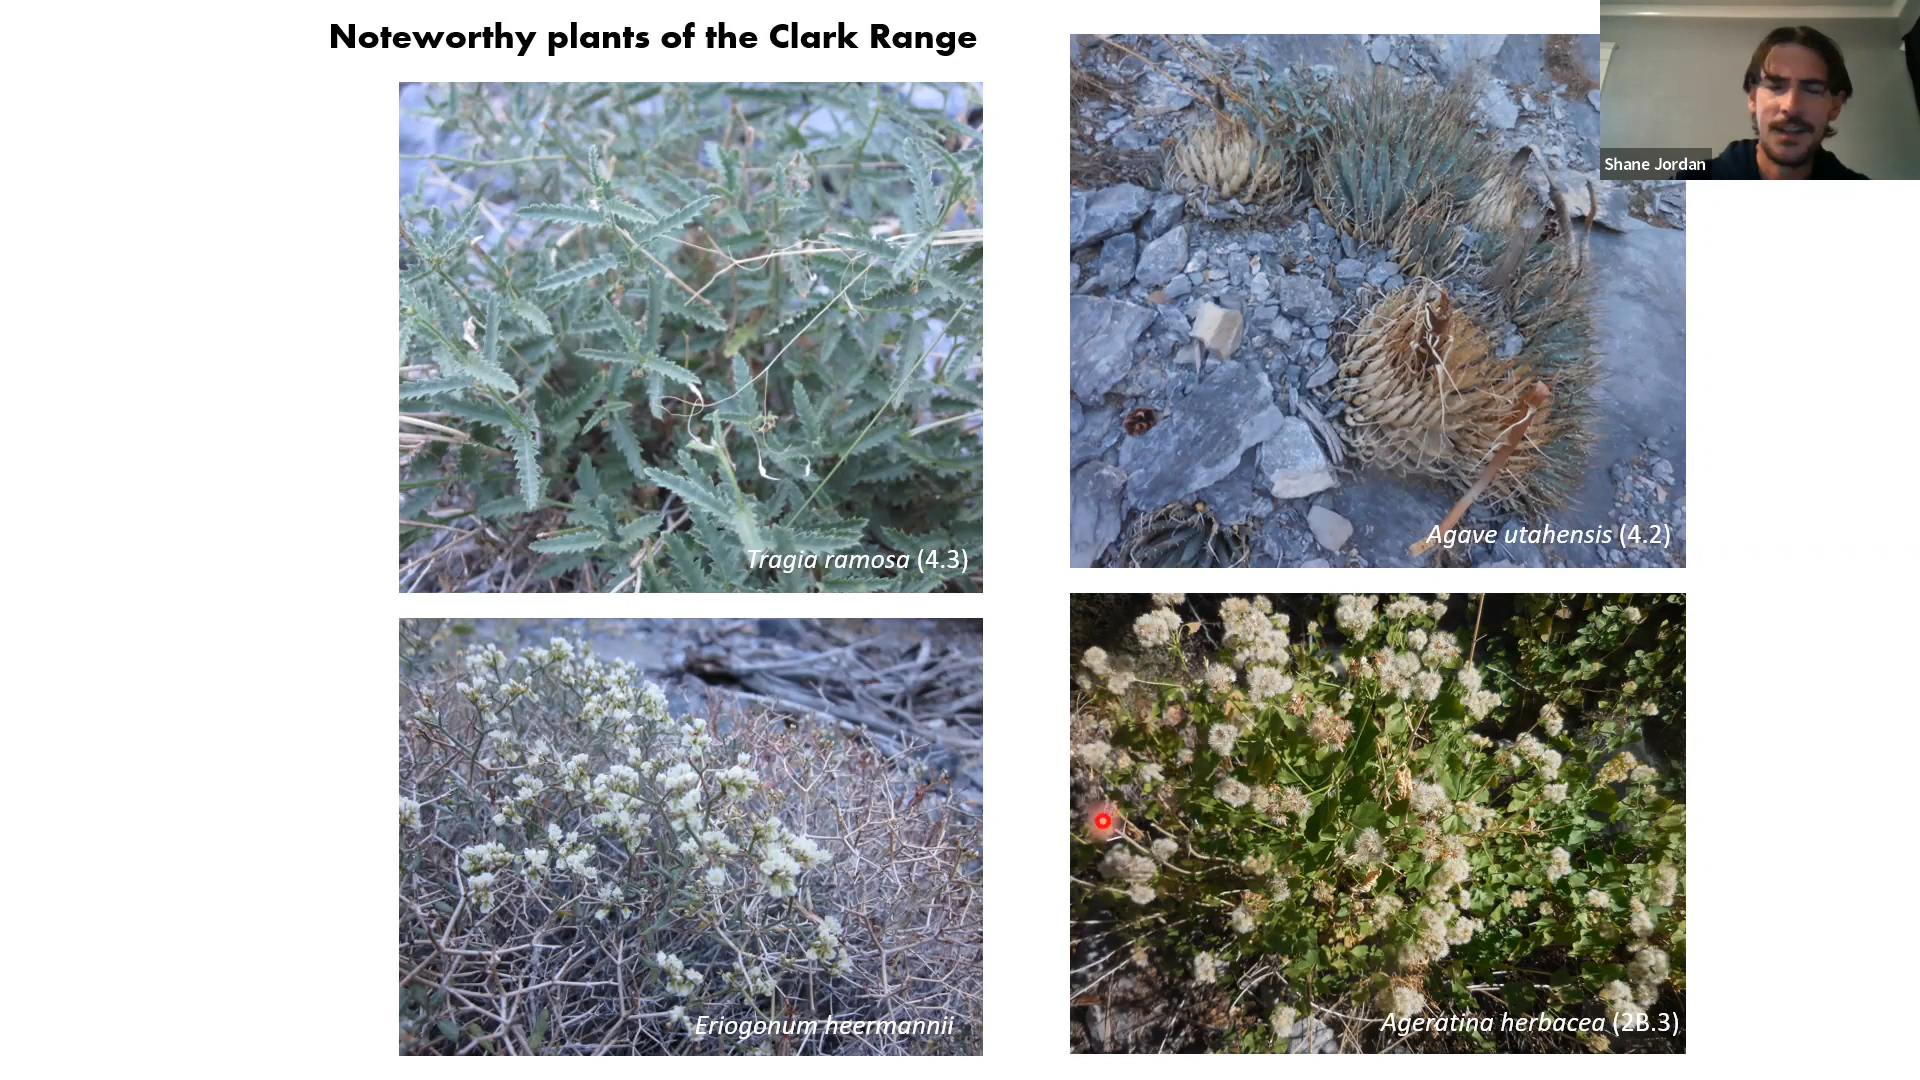 Noteworthy plants of the Clark Range
Shane Jordan
Tragia ramosa (4.3)
Agave utahensis (4.2)
Eriogonum heermannii
Ageratina herbacea (2B.3)